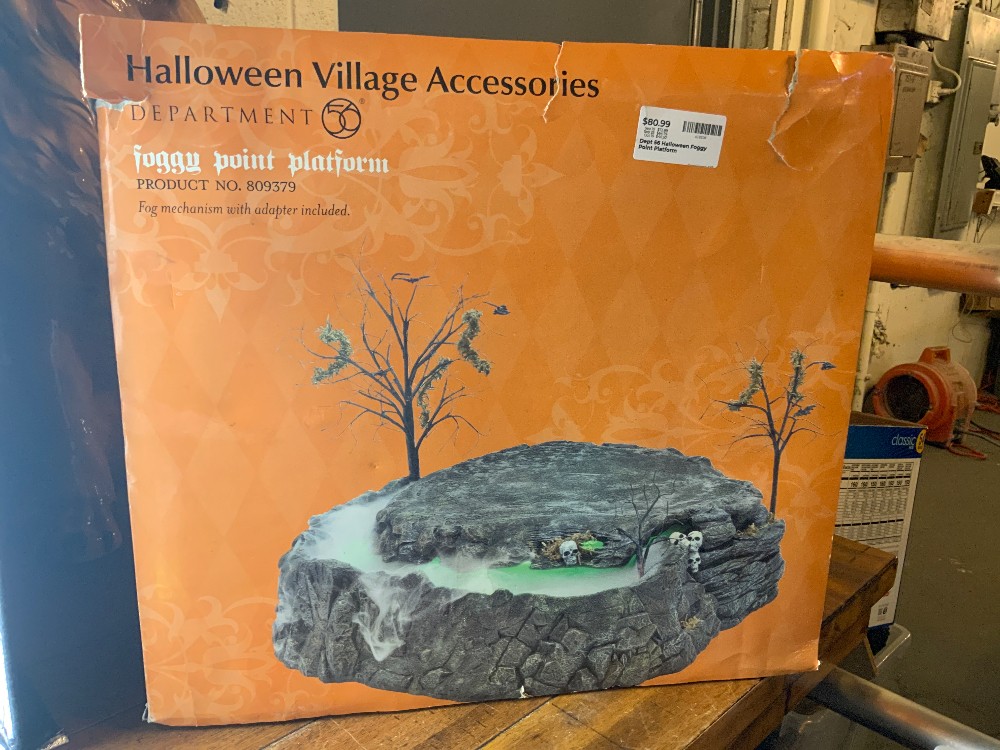 Halloween Village Accessories
DEPARTMENT 56
foggy point platform
PRODUCT NO. 809379
Fog mechanism with adapter included.
$80.99
Dept 56 Halloween Foggy
Point Platform
classic